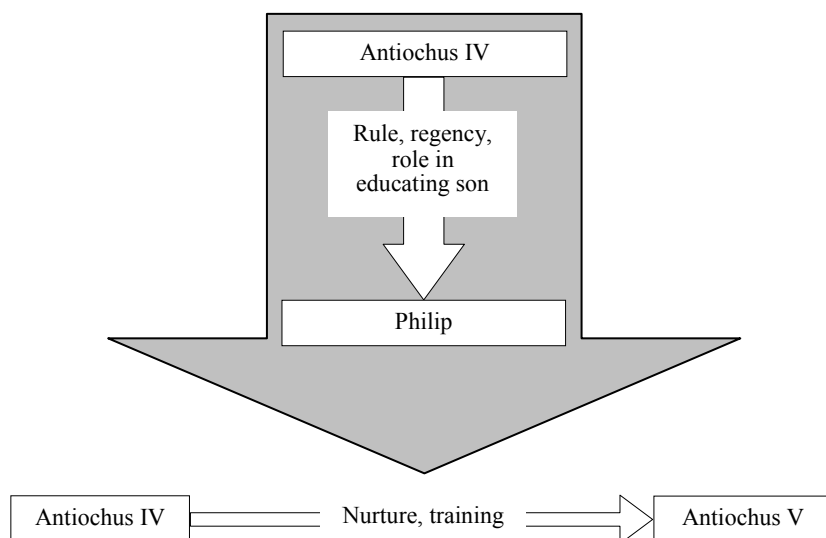 Antiochus IV
Rule, regency,
role in
educating son
Philip
Antiochus IV
Nurture, training
Antiochus V